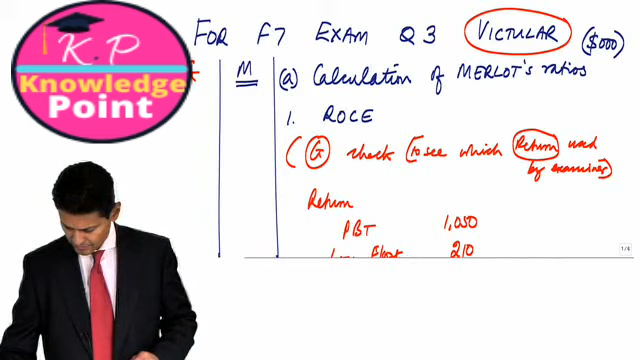 K.P
Knowledge
Point
FOR F7 EXAM Q3 VICTULAR ($000)
M
(a) Calculation of MERLOT'S ratios
1. ROCE
( G check [to see which Return used
by examiner)]
Return
PBT 1,050
210
1/6